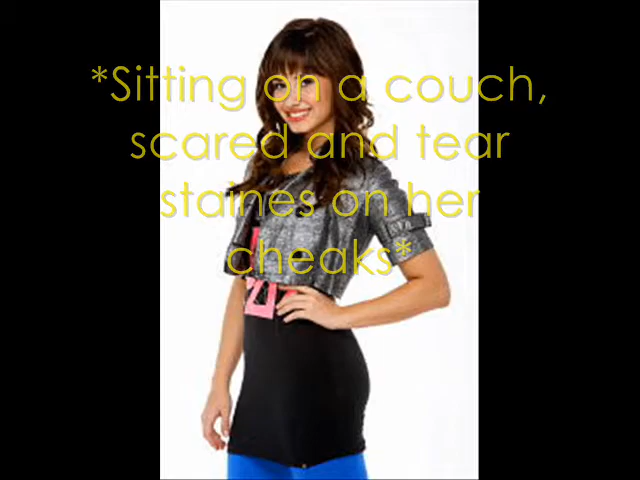 *Sitting on a couch,
scared and tear
staines on her
cheaks*